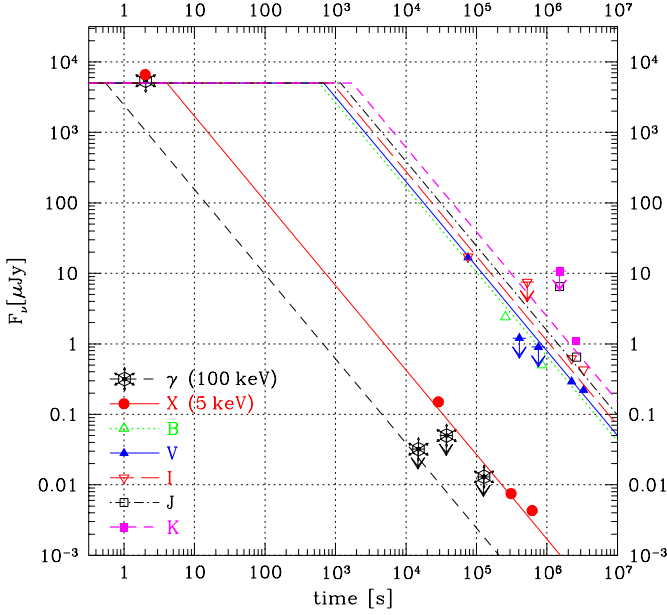 1 10 100 10³ 10⁴ 10⁵ 10⁶ 10⁷
10⁴ 10⁴
10³ 10³
100 100
10 10
1 1
0.1 0.1
0.01 0.01
10⁻³ 10⁻³
F_ν[μJy]
γ (100 keV)
X (5 keV)
B
V
I
J
K
1 10 100 10³ 10⁴ 10⁵ 10⁶ 10⁷
time [s]